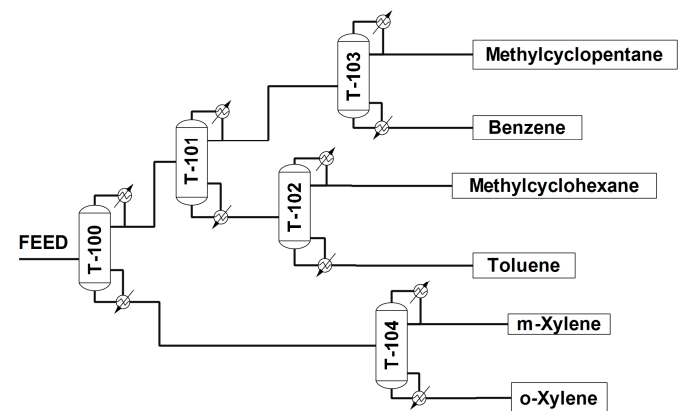 T-103
Methylcyclopentane
Benzene
T-101
T-102
Methylcyclohexane
Toluene
FEED
T-100
T-104
m-Xylene
o-Xylene